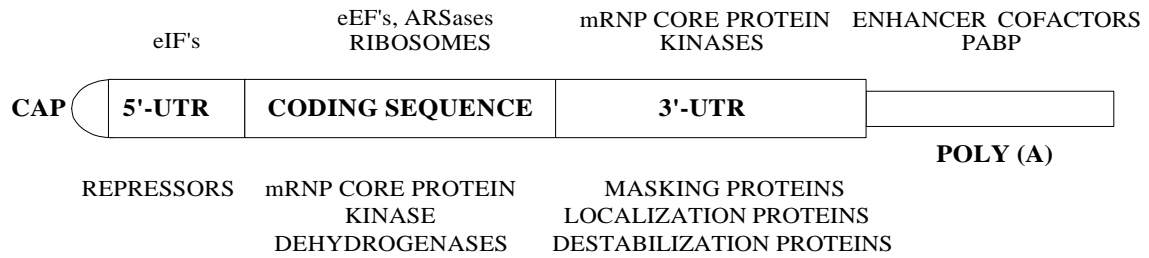 eIF's
eEF's, ARSases
RIBOSOMES
mRNP CORE PROTEIN
KINASES
ENHANCER COFACTORS
PABP
CAP
5'-UTR
CODING SEQUENCE
3'-UTR
POLY (A)
REPRESSORS
mRNP CORE PROTEIN
KINASE
DEHYDROGENASES
MASKING PROTEINS
LOCALIZATION PROTEINS
DESTABILIZATION PROTEINS